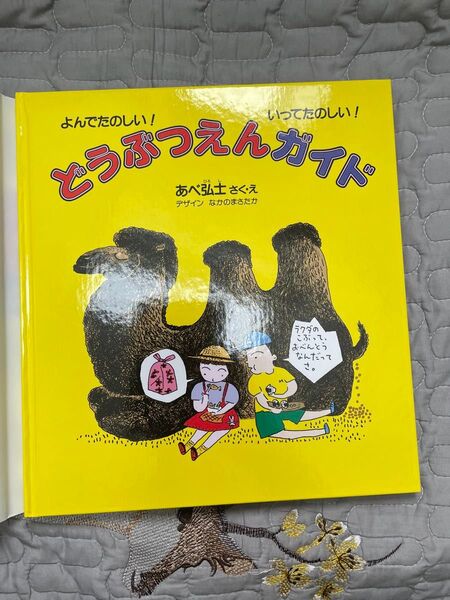 よんでたのしい！
いってたのしい！
どうぶつえんガイド
あべ弘士 さく・え
デザイン なかのまさたか
ラクダの
こぶって、
おべんとう
なんだって
さ。